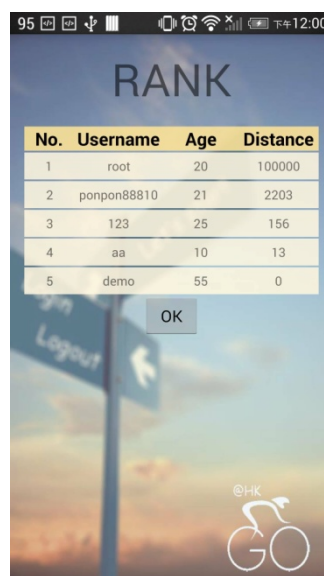 95 下午12:00
RANK
No. Username Age Distance
1 root 20 100000
2 ponpon88810 21 2203
3 123 25 156
4 aa 10 13
5 demo 55 0
OK
Login
Logout
@HK
GO